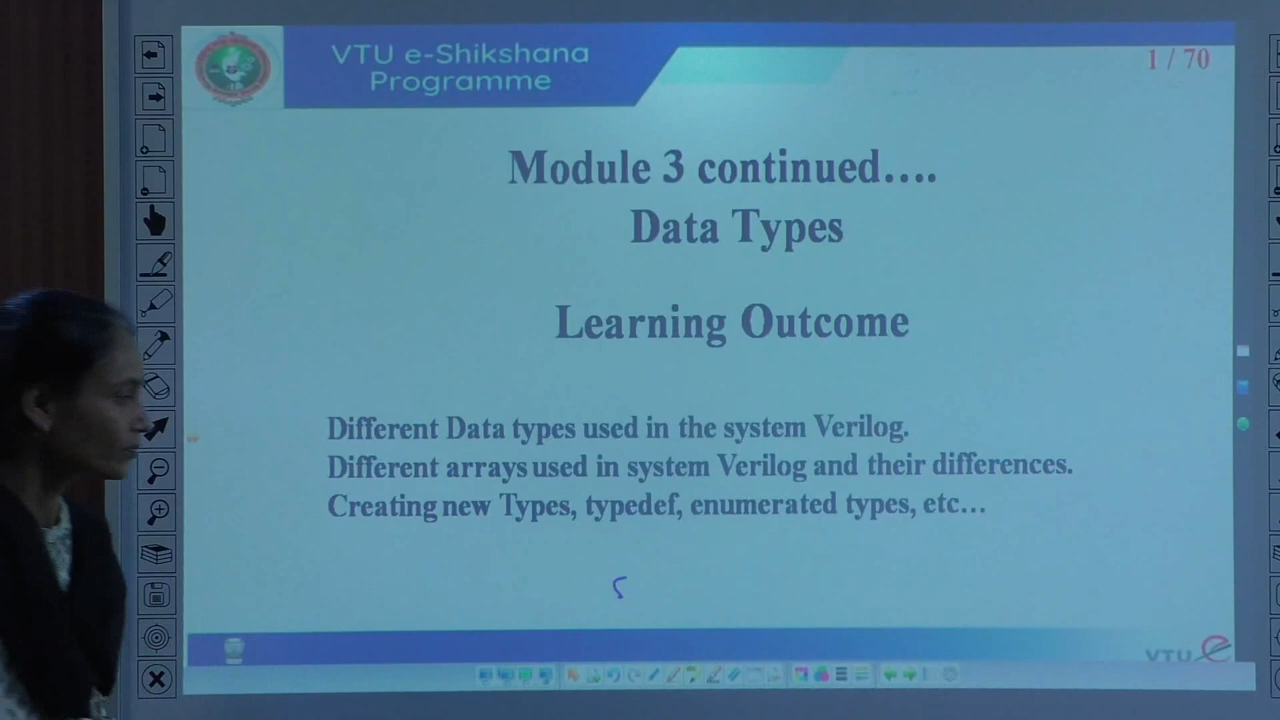 VTU e-Shikshana
Programme
1 / 70
Module 3 continued....
Data Types
Learning Outcome
Different Data types used in the system Verilog.
Different arrays used in system Verilog and their differences.
Creating new Types, typedef, enumerated types, etc...
VTU e